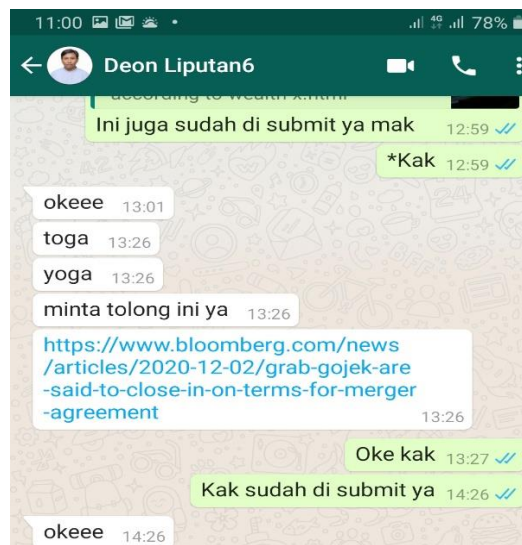 11:00
4G
78%
Deon Liputan6
according to wealth x.html
Ini juga sudah di submit ya mak 12:59
*Kak 12:59
okeee 13:01
toga 13:26
yoga 13:26
minta tolong ini ya 13:26
https://www.bloomberg.com/news
/articles/2020-12-02/grab-gojek-are
-said-to-close-in-on-terms-for-merger
-agreement
13:26
Oke kak 13:27
Kak sudah di submit ya 14:26
okeee 14:26